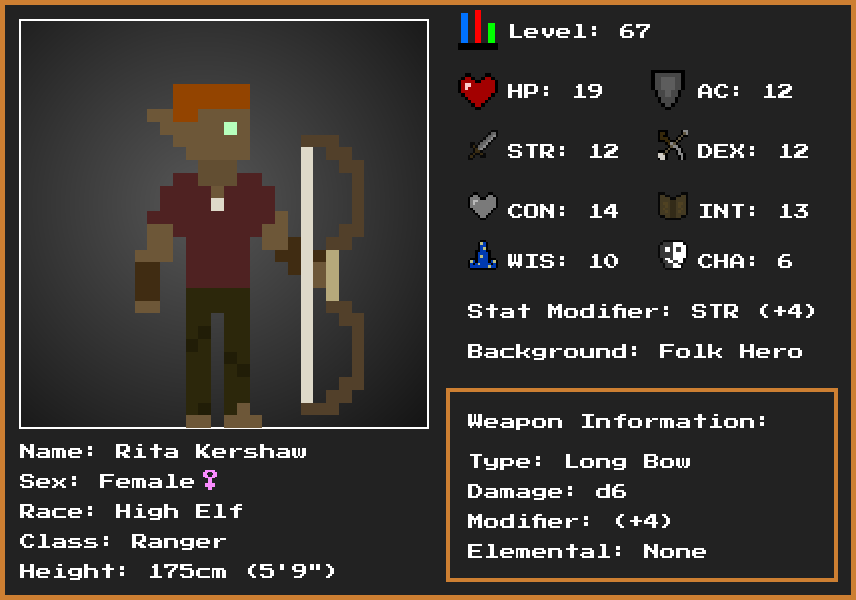 Level: 67
HP: 19
AC: 12
STR: 12
DEX: 12
CON: 14
INT: 13
WIS: 10
CHA: 6
Stat Modifier: STR (+4)
Background: Folk Hero
Name: Rita Kershaw
Sex: Female♀
Race: High Elf
Class: Ranger
Height: 175cm (5'9")
Weapon Information:
Type: Long Bow
Damage: d6
Modifier: (+4)
Elemental: None